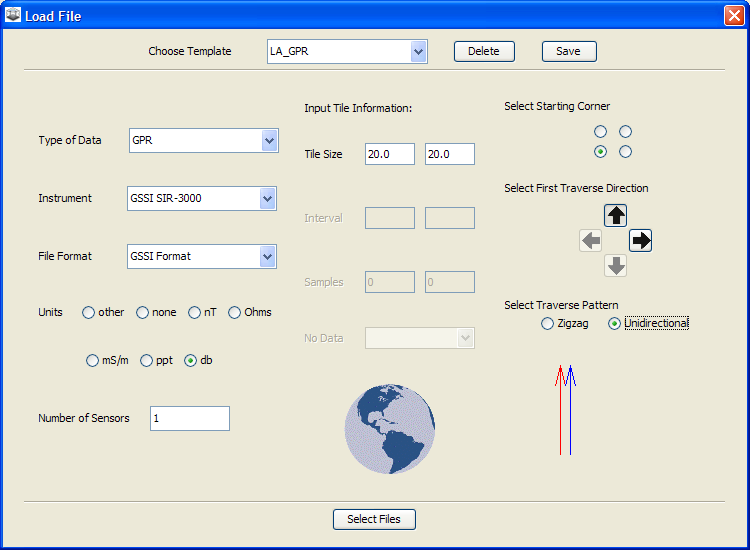 Load File
Choose Template LA_GPR Delete Save
Input Tile Information: Select Starting Corner
Type of Data GPR
Tile Size 20.0 20.0
Instrument GSSI SIR-3000
Select First Traverse Direction
Interval
File Format GSSI Format
Samples 0 0
Units other none nT Ohms
Select Traverse Pattern
Zigzag Unidirectional
No Data
mS/m ppt db
Number of Sensors 1
Select Files